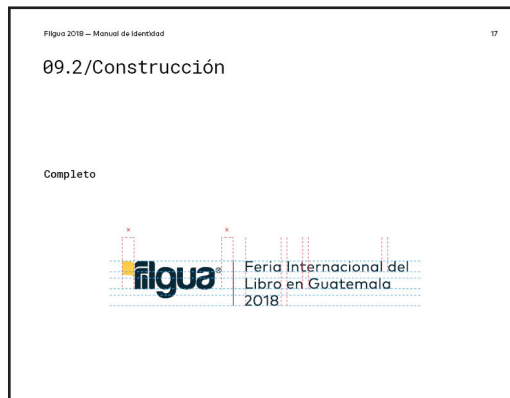 Filgua 2018 — Manual de Identidad
17
09.2/Construcción
Completo
x
x
filgua®
Feria Internacional del
Libro en Guatemala
2018